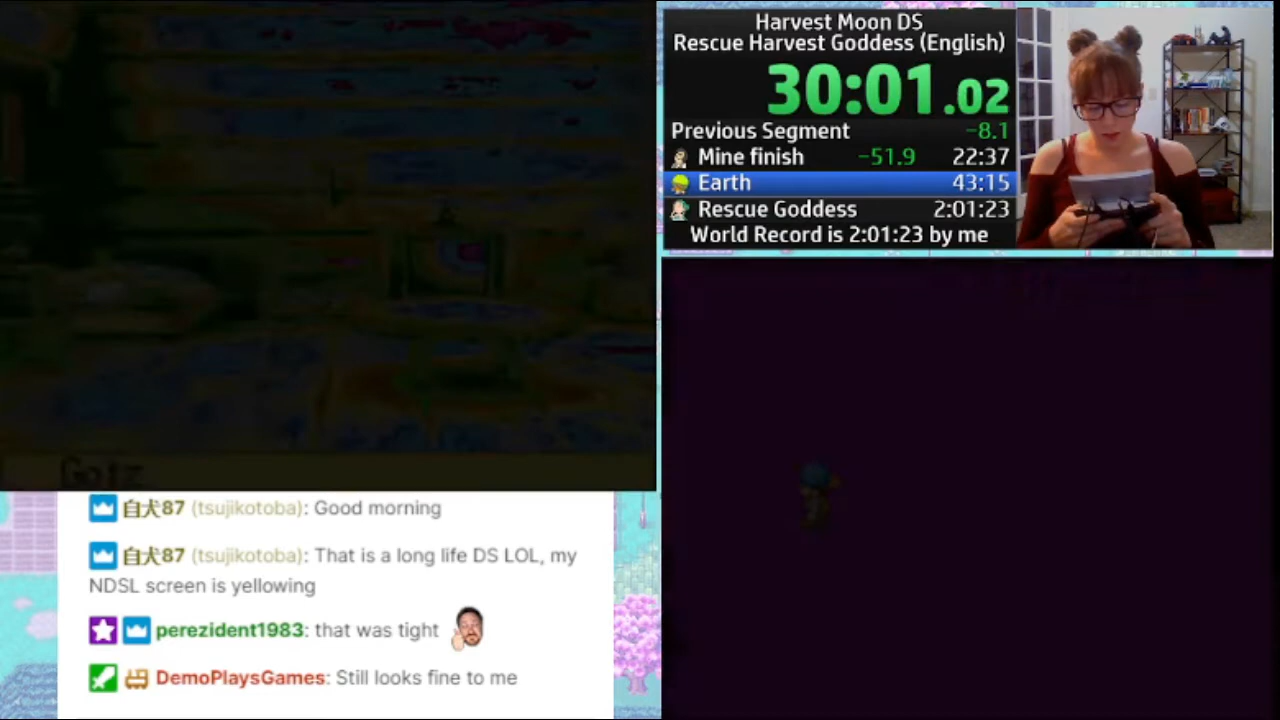 Harvest Moon DS
Rescue Harvest Goddess (English)
30:01.02
Previous Segment -8.1
Mine finish -51.9 22:37
Earth 43:15
Rescue Goddess 2:01:23
World Record is 2:01:23 by me
Gotz
自犬87 (tsujikotoba): Good morning
自犬87 (tsujikotoba): That is a long life DS LOL, my
NDSL screen is yellowing
perezident1983: that was tight
DemoPlaysGames: Still looks fine to me